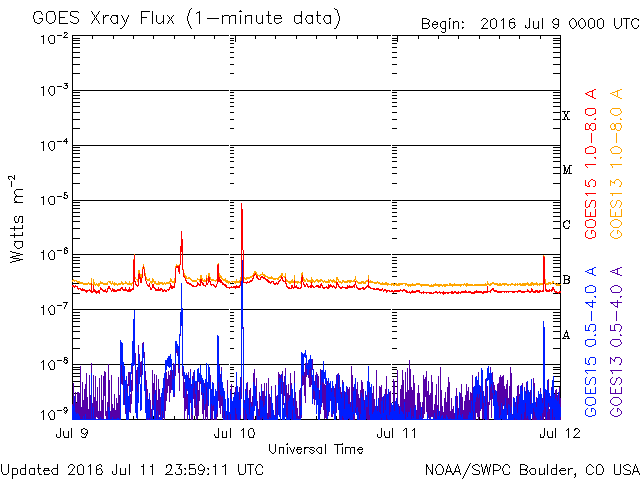 GOES Xray Flux (1-minute data)
Begin: 2016 Jul 9 0000 UTC
Watts m⁻²
10⁻²
10⁻³
10⁻⁴
10⁻⁵
10⁻⁶
10⁻⁷
10⁻⁸
10⁻⁹
X
M
C
B
A
GOES15 1.0-8.0 A
GOES13 1.0-8.0 A
GOES15 0.5-4.0 A
GOES13 0.5-4.0 A
Jul 9
Jul 10
Jul 11
Jul 12
Universal Time
Updated 2016 Jul 11 23:59:11 UTC
NOAA/SWPC Boulder, CO USA